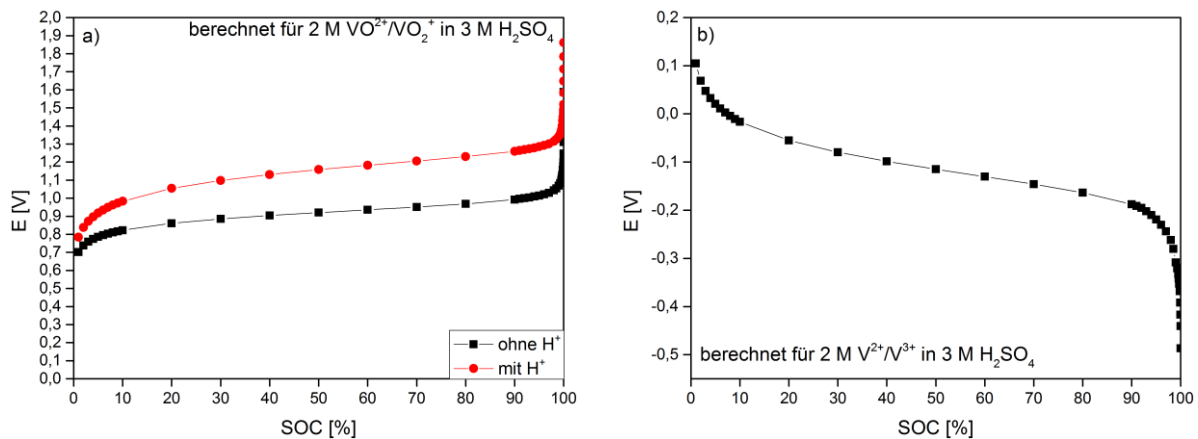 a)
berechnet für 2 M VO²⁺/VO₂⁺ in 3 M H₂SO₄
2,0
1,9
1,8
1,7
1,6
1,5
1,4
1,3
1,2
1,1
1,0
0,9
0,8
0,7
0,6
0,5
0,4
0,3
0,2
0,1
0,0
E [V]
ohne H⁺
mit H⁺
0 10 20 30 40 50 60 70 80 90 100
SOC [%]
b)
0,1
0,0
-0,1
-0,2
-0,3
-0,4
-0,5
E [V]
berechnet für 2 M V²⁺/V³⁺ in 3 M H₂SO₄
0 10 20 30 40 50 60 70 80 90 100
SOC [%]